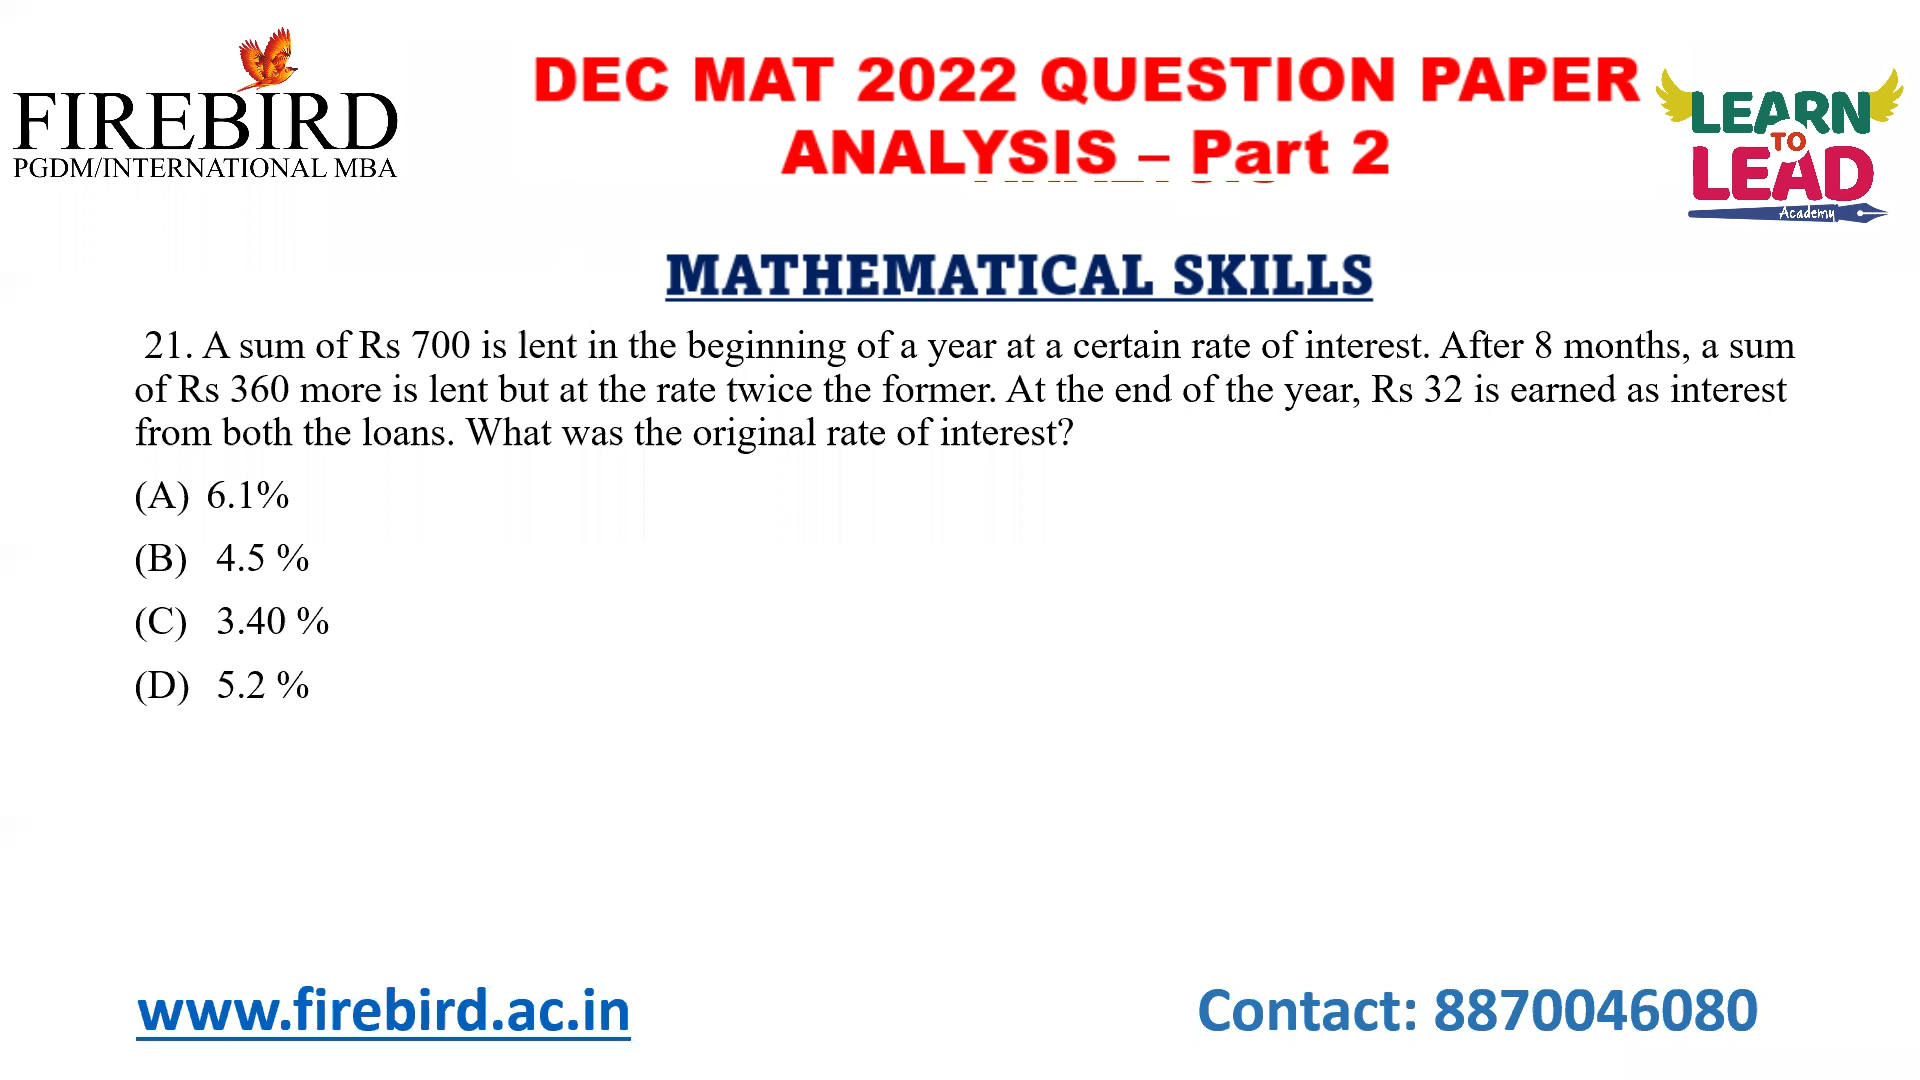 FIREBIRD
PGDM/INTERNATIONAL MBA
DEC MAT 2022 QUESTION PAPER
ANALYSIS – Part 2
LEARN
TO
LEAD
Academy
MATHEMATICAL SKILLS
21. A sum of Rs 700 is lent in the beginning of a year at a certain rate of interest. After 8 months, a sum
of Rs 360 more is lent but at the rate twice the former. At the end of the year, Rs 32 is earned as interest
from both the loans. What was the original rate of interest?
(A) 6.1%
(B) 4.5 %
(C) 3.40 %
(D) 5.2 %
www.firebird.ac.in
Contact: 8870046080